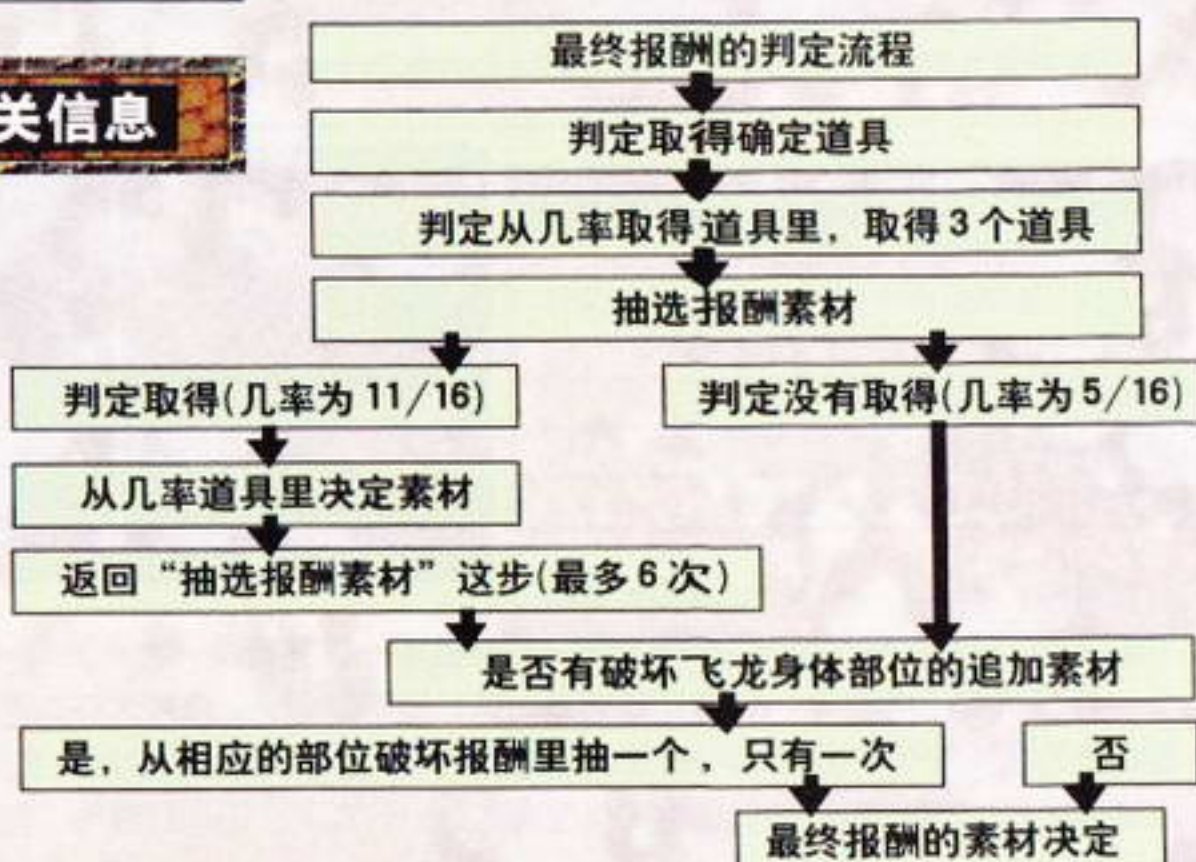 关信息
最终报酬的判定流程
判定取得确定道具
判定从几率取得道具里，取得3个道具
抽选报酬素材
判定取得(几率为11/16)
判定没有取得(几率为5/16)
从几率道具里决定素材
返回“抽选报酬素材”这步(最多6次)
是否有破坏飞龙身体部位的追加素材
是，从相应的部位破坏报酬里抽一个，只有一次
否
最终报酬的素材决定